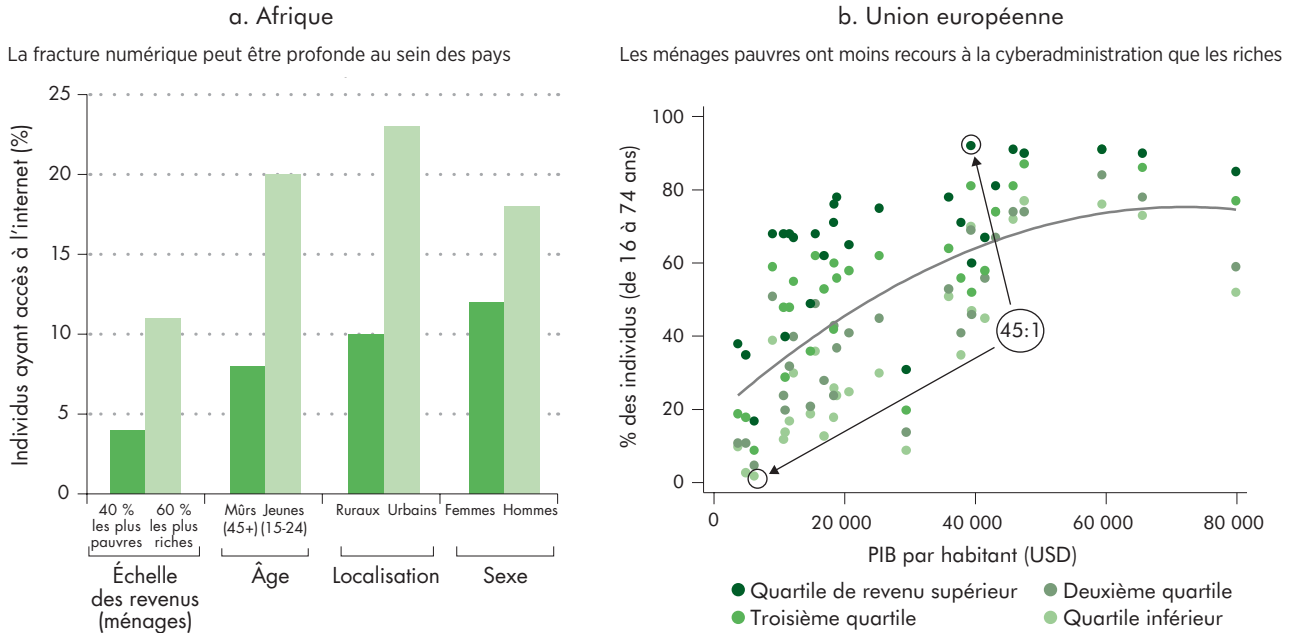 a. Afrique
La fracture numérique peut être profonde au sein des pays
Individus ayant accès à l'internet (%)
25
20
15
10
5
0
40 %
les plus
pauvres
60 %
les plus
riches
Mûrs
(45+)
Jeunes
(15-24)
Ruraux
Urbains
Femmes
Hommes
Échelle
des revenus
(ménages)
Âge
Localisation
Sexe
b. Union européenne
Les ménages pauvres ont moins recours à la cyberadministration que les riches
% des individus (de 16 à 74 ans)
100
80
60
40
20
0
45:1
0
20 000
40 000
60 000
80 000
PIB par habitant (USD)
Quartile de revenu supérieur
Deuxième quartile
Troisième quartile
Quartile inférieur